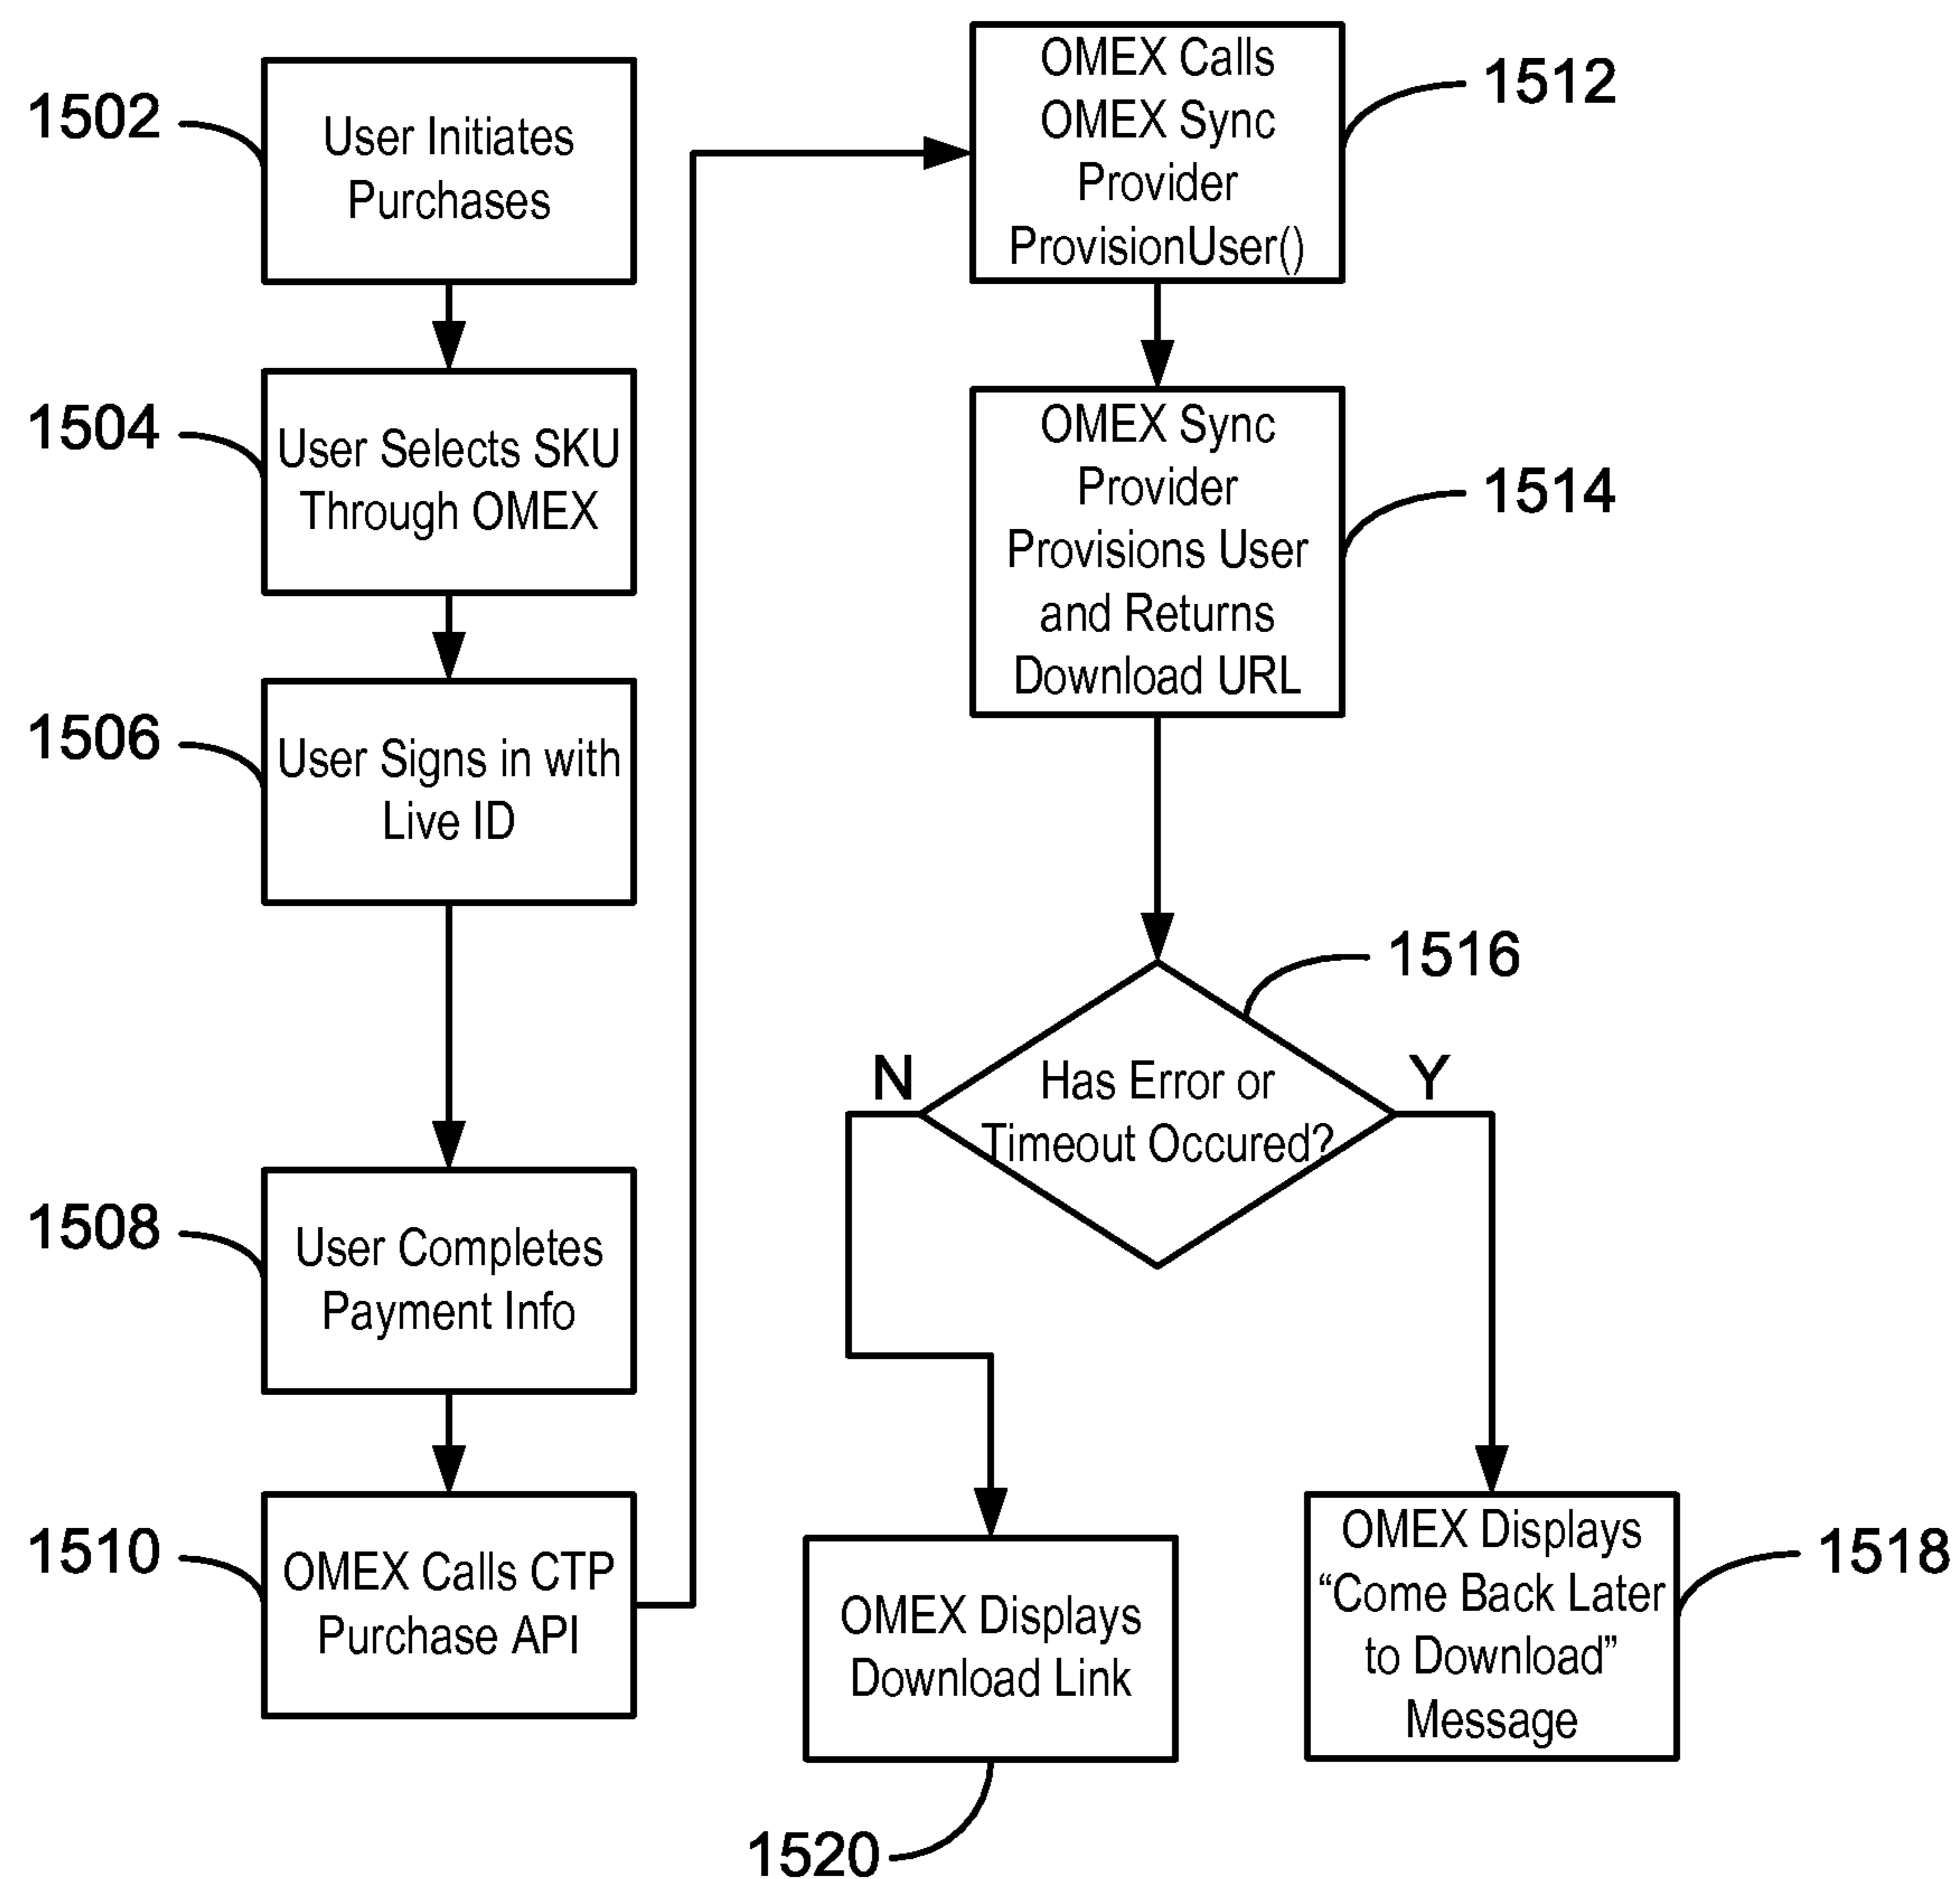 1502
User Initiates
Purchases
1504
User Selects SKU
Through OMEX
1506
User Signs in with
Live ID
1508
User Completes
Payment Info
1510
OMEX Calls CTP
Purchase API
OMEX Calls
OMEX Sync
Provider
ProvisionUser()
1512
OMEX Sync
Provider
Provisions User
and Returns
Download URL
1514
1516
Has Error or
Timeout Occured?
N
Y
OMEX Displays
Download Link
1520
OMEX Displays
“Come Back Later
to Download”
Message
1518